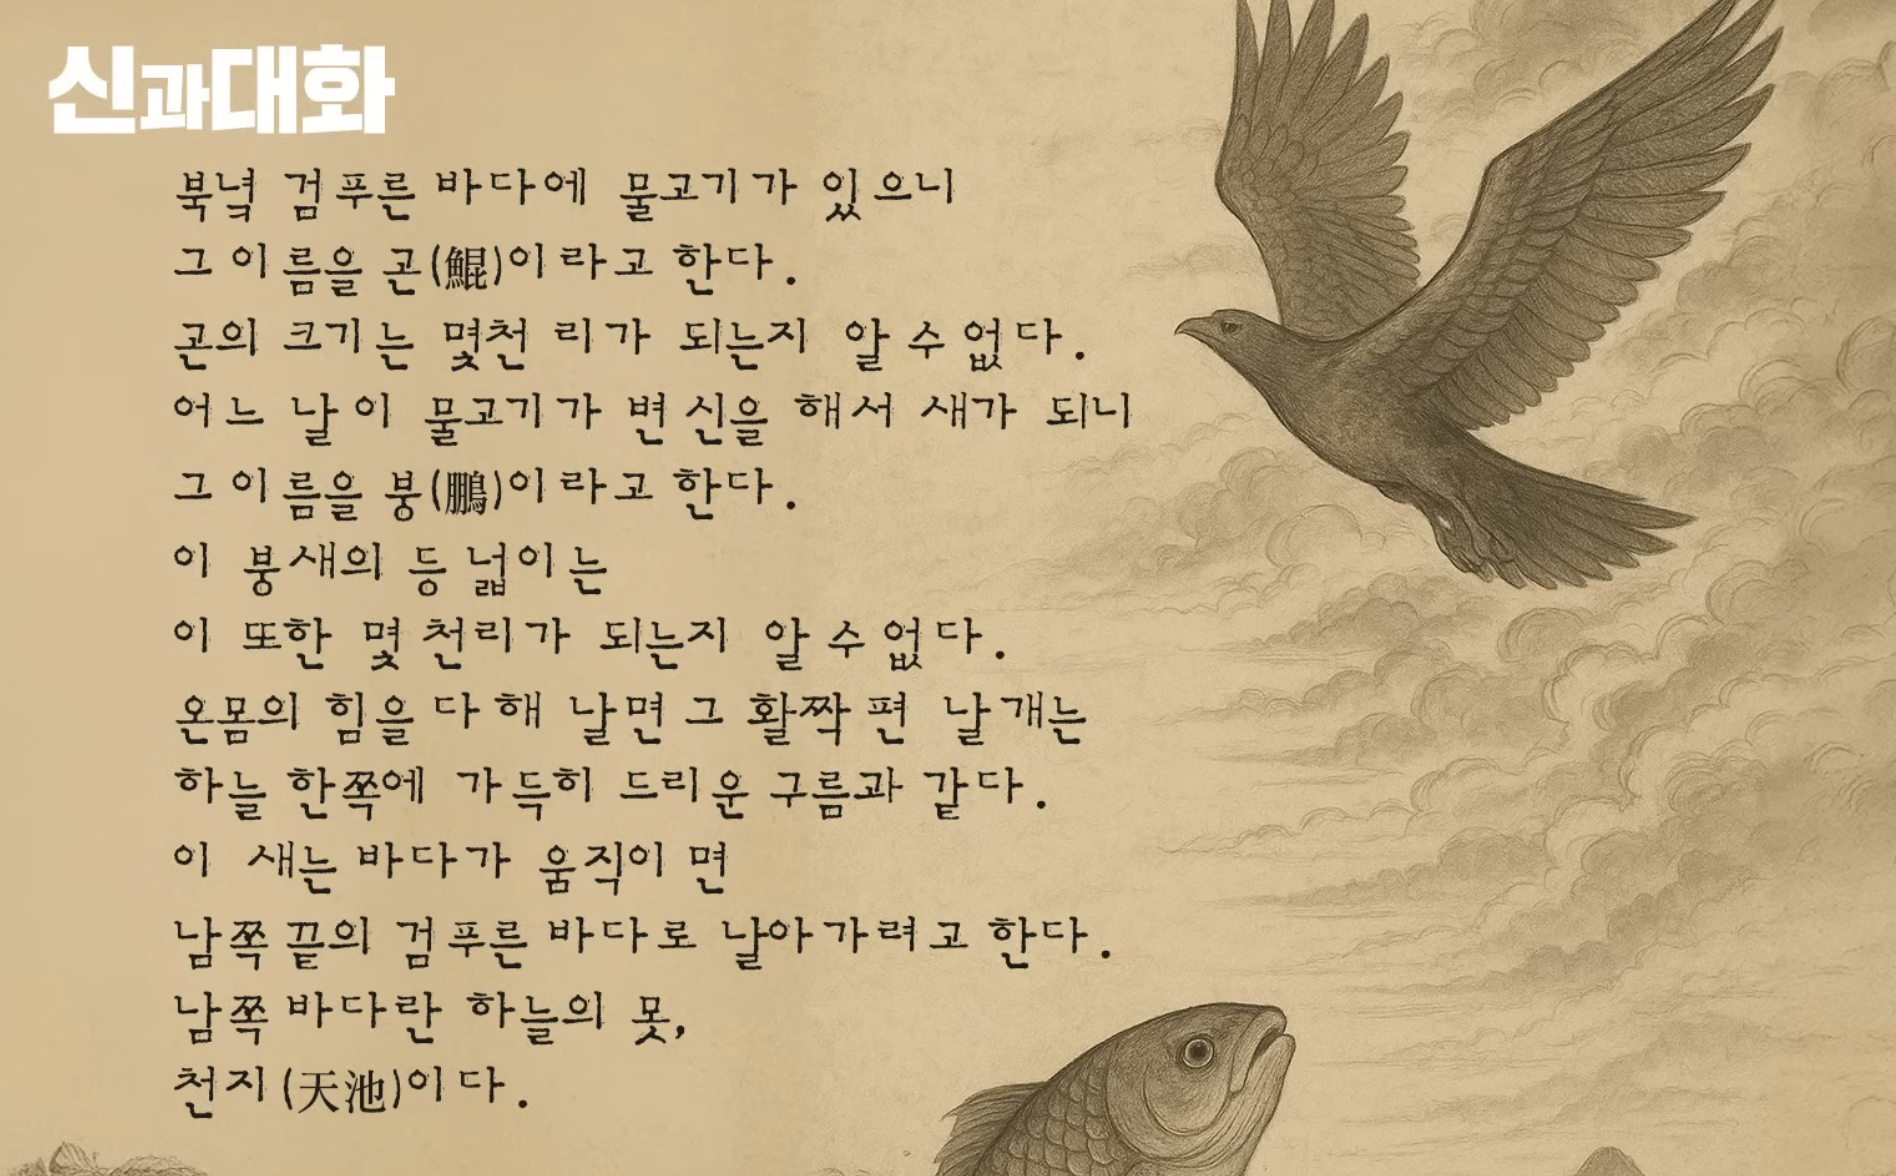 신과대화
북녘 검푸른 바다에 물고기가 있으니
그 이름을 곤(鯤)이라고 한다.
곤의 크기는 몇천 리가 되는지 알 수 없다.
어느 날 이 물고기가 변신을 해서 새가 되니
그 이름을 붕(鵬)이라고 한다.
이 붕새의 등 넓이는
이 또한 몇 천리가 되는지 알 수 없다.
온몸의 힘을 다해 날면 그 활짝 편 날개는
하늘 한쪽에 가득히 드리운 구름과 같다.
이 새는 바다가 움직이면
남쪽 끝의 검푸른 바다로 날아가려고 한다.
남쪽 바다란 하늘의 못,
천지(天池)이다.